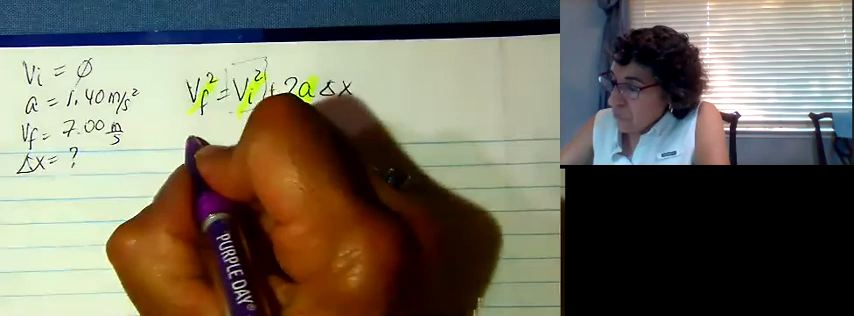 Vi = ∅
a = 1.40 m/s²
Vf = 7.00 m/s
Δx = ?
Vf² = Vi² + 2aΔx
PURPLE DAY®